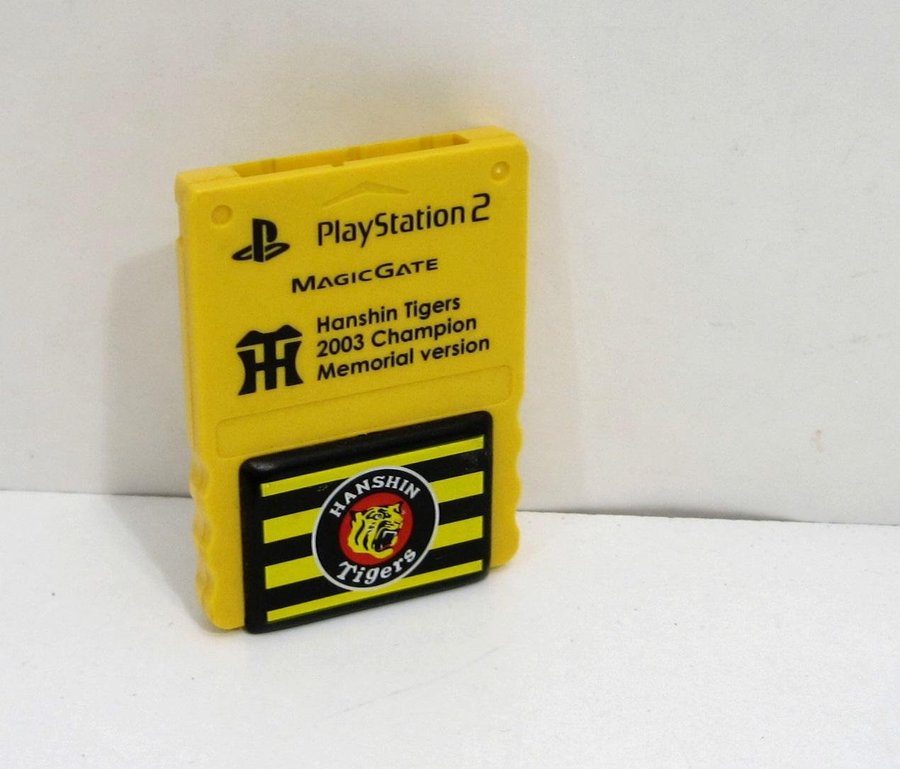 PlayStation 2
MAGICGATE
Hanshin Tigers
2003 Champion
Memorial version
HANSHIN
Tigers